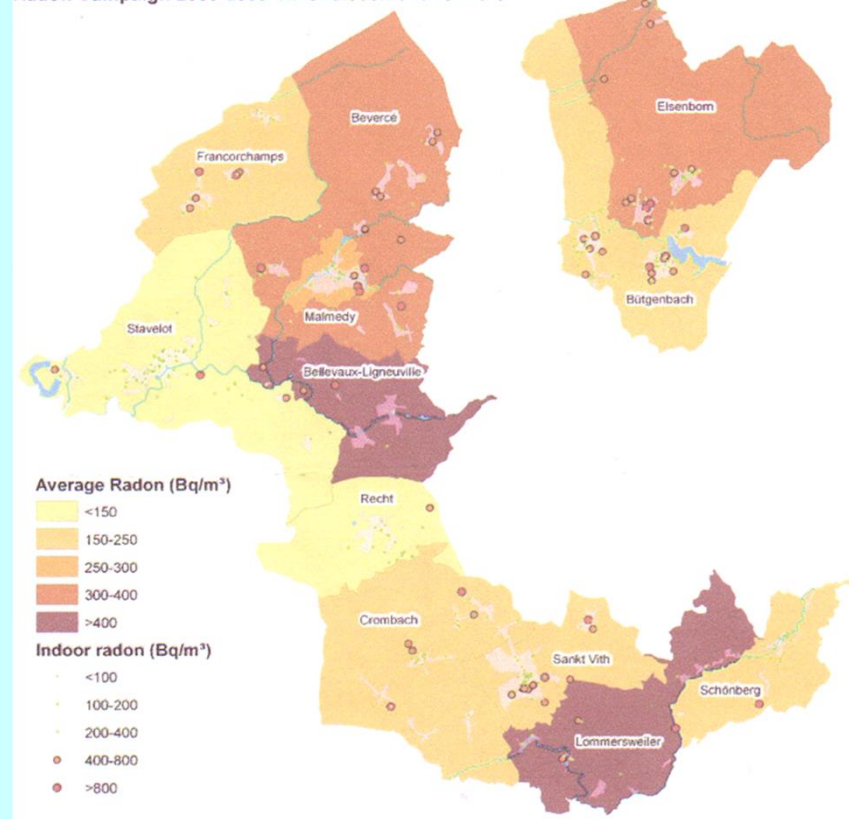 Elsenborn
Bevercé
Francorchamps
Bütgenbach
Malmedy
Stavelot
Bellevaux-Ligneuville
Average Radon (Bq/m³)
<150
150-250
250-300
300-400
>400
Recht
Crombach
Sankt Vith
Schönberg
Lommersweiler
Indoor radon (Bq/m³)
<100
100-200
200-400
400-800
>800